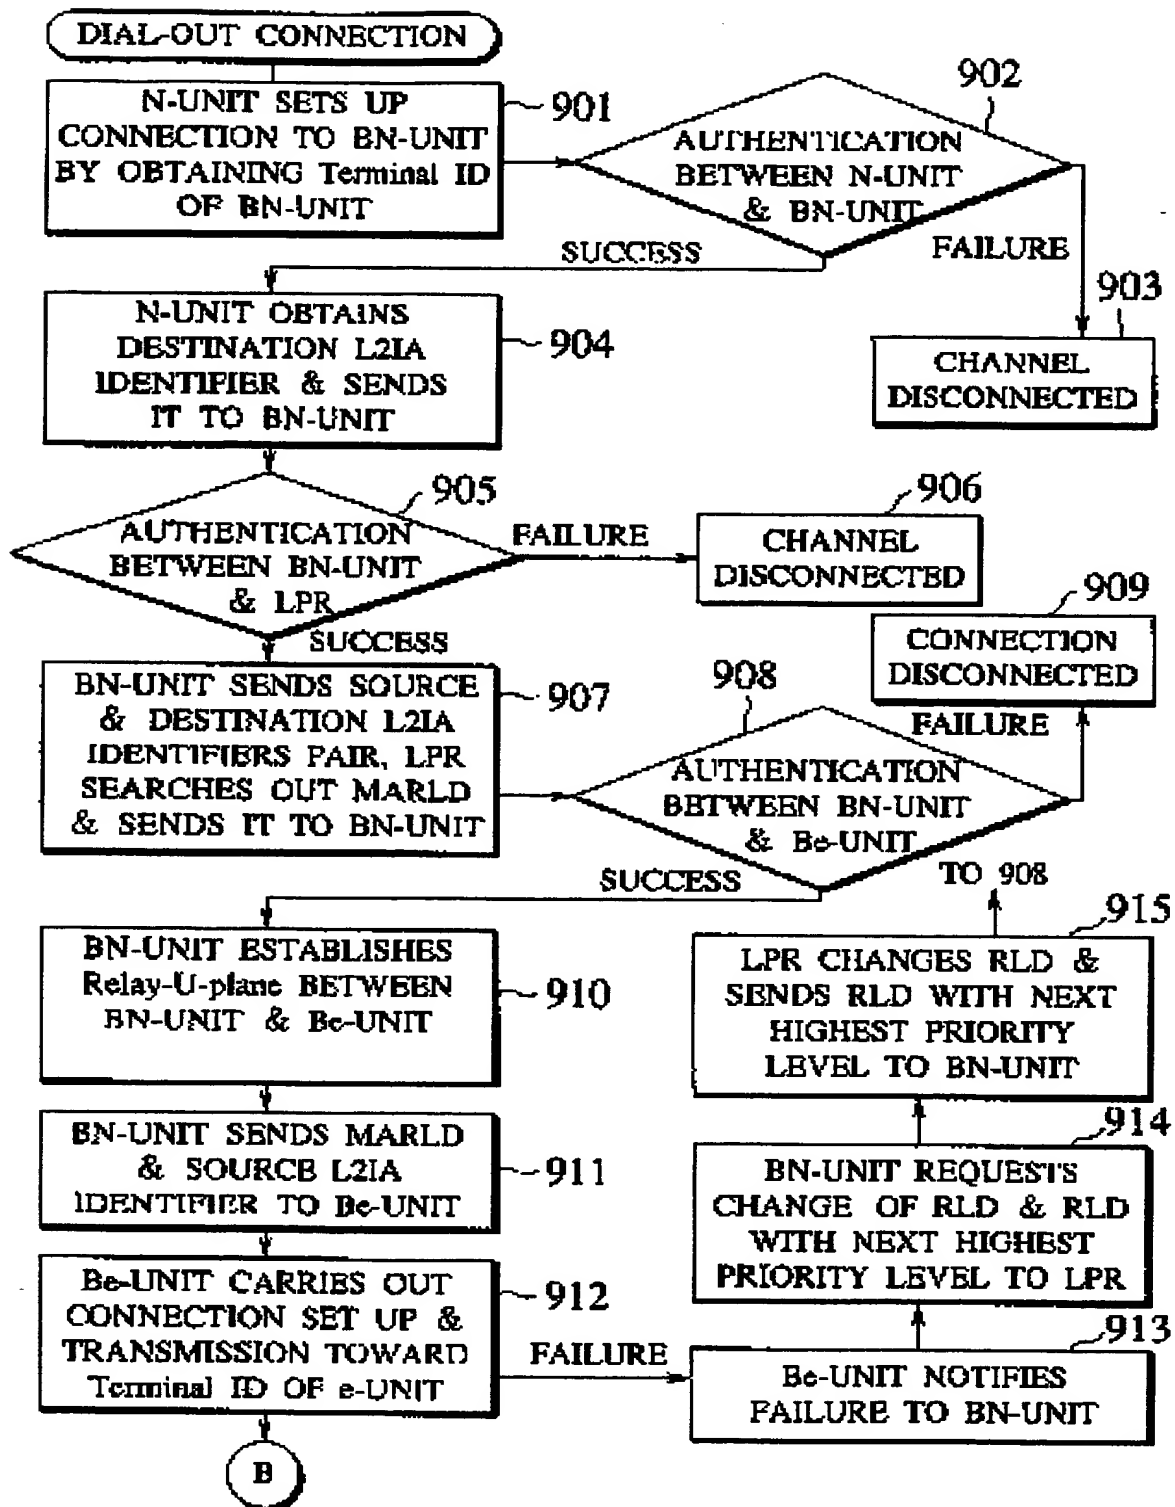 DIAL-OUT CONNECTION
N-UNIT SETS UP
CONNECTION TO BN-UNIT
BY OBTAINING Terminal ID
OF BN-UNIT
901
902
AUTHENTICATION
BETWEEN N-UNIT
& BN-UNIT
SUCCESS
FAILURE
903
CHANNEL
DISCONNECTED
N-UNIT OBTAINS
DESTINATION L2IA
IDENTIFIER & SENDS
IT TO BN-UNIT
904
905
AUTHENTICATION
BETWEEN BN-UNIT
& LPR
FAILURE
906
CHANNEL
DISCONNECTED
SUCCESS
BN-UNIT SENDS SOURCE
& DESTINATION L2IA
IDENTIFIERS PAIR, LPR
SEARCHES OUT MARLD
& SENDS IT TO BN-UNIT
907
908
AUTHENTICATION
BETWEEN BN-UNIT
& Be-UNIT
909
CONNECTION
DISCONNECTED
FAILURE
SUCCESS
TO 908
BN-UNIT ESTABLISHES
Relay-U-plane BETWEEN
BN-UNIT & Be-UNIT
910
915
LPR CHANGES RLD &
SENDS RLD WITH NEXT
HIGHEST PRIORITY
LEVEL TO BN-UNIT
BN-UNIT SENDS MARLD
& SOURCE L2IA
IDENTIFIER TO Be-UNIT
911
914
BN-UNIT REQUESTS
CHANGE OF RLD & RLD
WITH NEXT HIGHEST
PRIORITY LEVEL TO LPR
Be-UNIT CARRIES OUT
CONNECTION SET UP &
TRANSMISSION TOWARD
Terminal ID OF e-UNIT
912
FAILURE
913
Be-UNIT NOTIFIES
FAILURE TO BN-UNIT
B